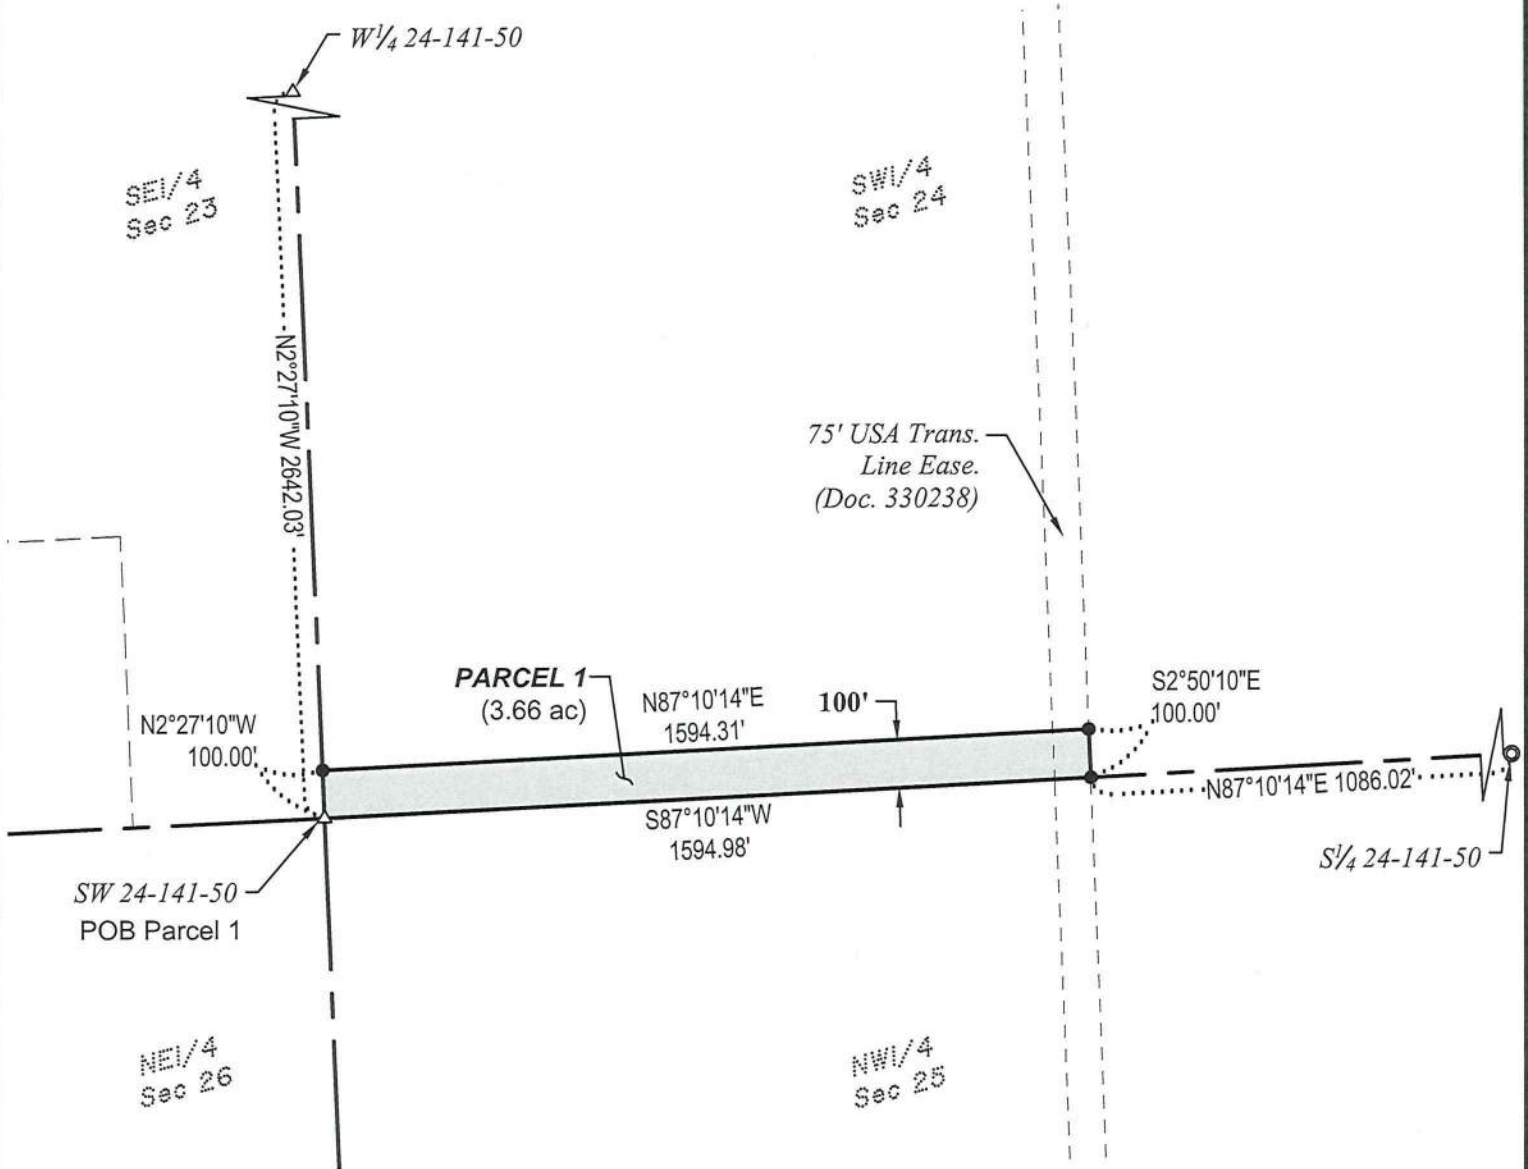 W¼ 24-141-50
SE1/4
Sec 23
SW1/4
Sec 24
N2°27'10"W 2642.03'
75' USA Trans.
Line Ease.
(Doc. 330238)
PARCEL 1
(3.66 ac)
N87°10'14"E
1594.31'
100'
S2°50'10"E
100.00'
N2°27'10"W
100.00'
N87°10'14"E 1086.02'
S87°10'14"W
1594.98'
S¼ 24-141-50
SW 24-141-50
POB Parcel 1
NE1/4
Sec 26
NW1/4
Sec 25